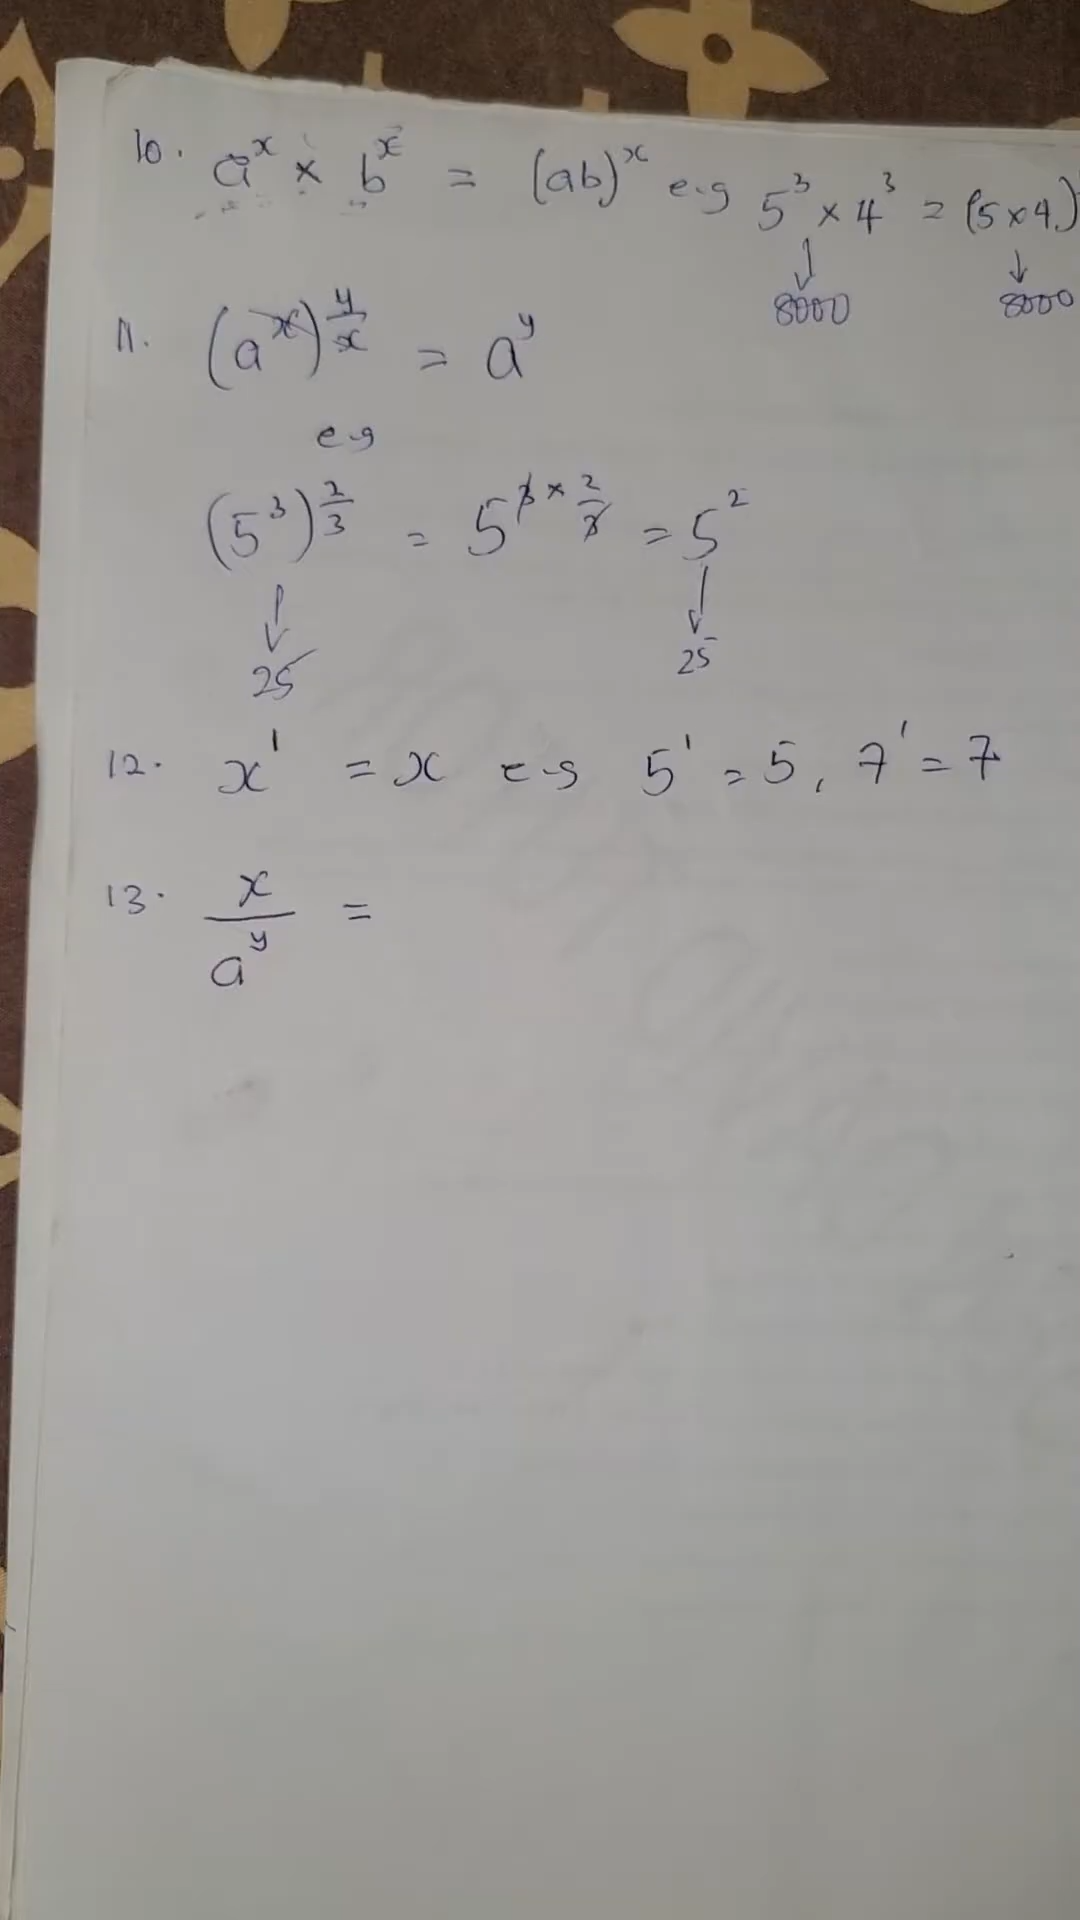 10. a^x × b^x = (ab)^x e.g 5^3 × 4^3 = (5×4)
↓ 8000 ↓ 8000
11. (a^x)^(y/x) = a^y
e.g
(5^3)^(2/3) = 5^(3 × 2/3) = 5^2
↓ 25 ↓ 25
12. x^1 = x e.g 5^1 = 5, 7^1 = 7
13. x/a^y =